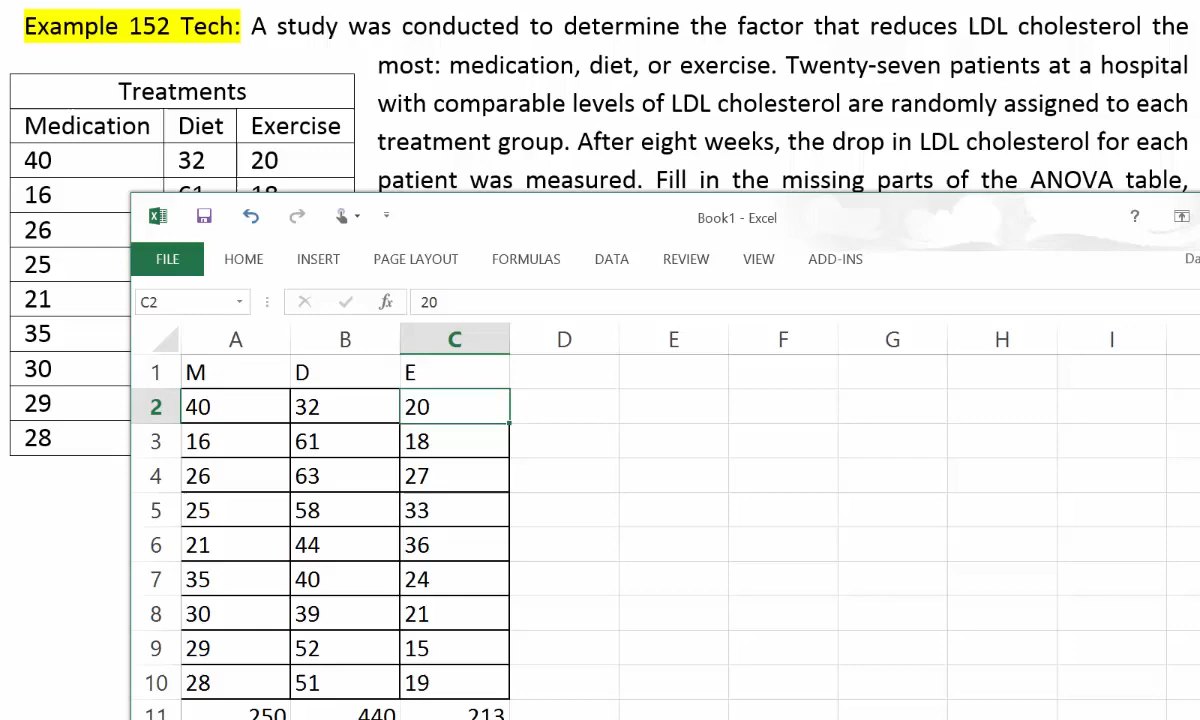 Example 152 Tech: A study was conducted to determine the factor that reduces LDL cholesterol the
most: medication, diet, or exercise. Twenty-seven patients at a hospital
with comparable levels of LDL cholesterol are randomly assigned to each
treatment group. After eight weeks, the drop in LDL cholesterol for each
patient was measured. Fill in the missing parts of the ANOVA table,
Treatments
Medication Diet Exercise
40 32 20
16 61 18
26
25
21
35
30
29
28
Book1 - Excel ?
FILE HOME INSERT PAGE LAYOUT FORMULAS DATA REVIEW VIEW ADD-INS Da
C2 fx 20
A B C D E F G H I
1 M D E
2 40 32 20
3 16 61 18
4 26 63 27
5 25 58 33
6 21 44 36
7 35 40 24
8 30 39 21
9 29 52 15
10 28 51 19
11 250 440 213